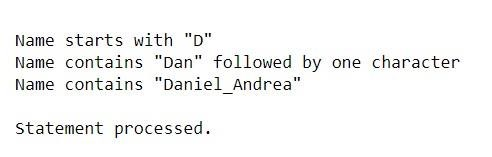 Name starts with "D"
Name contains "Dan" followed by one character
Name contains "Daniel_Andrea"
Statement processed.